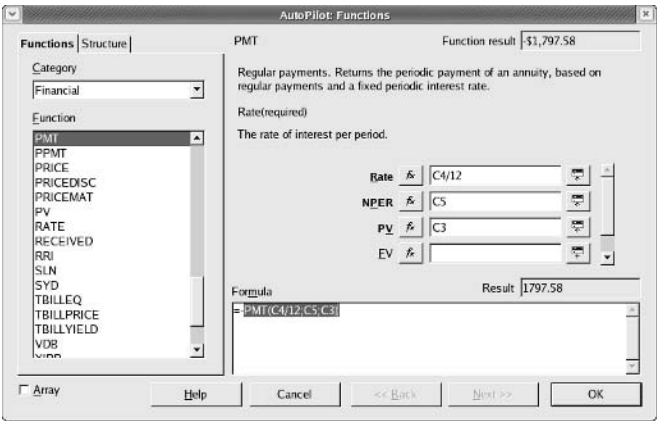 AutoPilot: Functions
Functions Structure
Category
Financial
Function
PMT
PPMT
PRICE
PRICEDISC
PRICEMAT
PV
RATE
RECEIVED
RRI
SLN
SYD
TBILLEQ
TBILLPRICE
TBILLYIELD
VDB
PMT
Function result -$1,797.58
Regular payments. Returns the periodic payment of an annuity, based on
regular payments and a fixed periodic interest rate.
Rate(required)
The rate of interest per period.
Rate fx C4/12
NPER fx C5
PV fx C3
FV fx
Formula
Result 1797.58
=-PMT(C4/12;C5;C3)
Array
Help
Cancel
<< Back
Next >>
OK